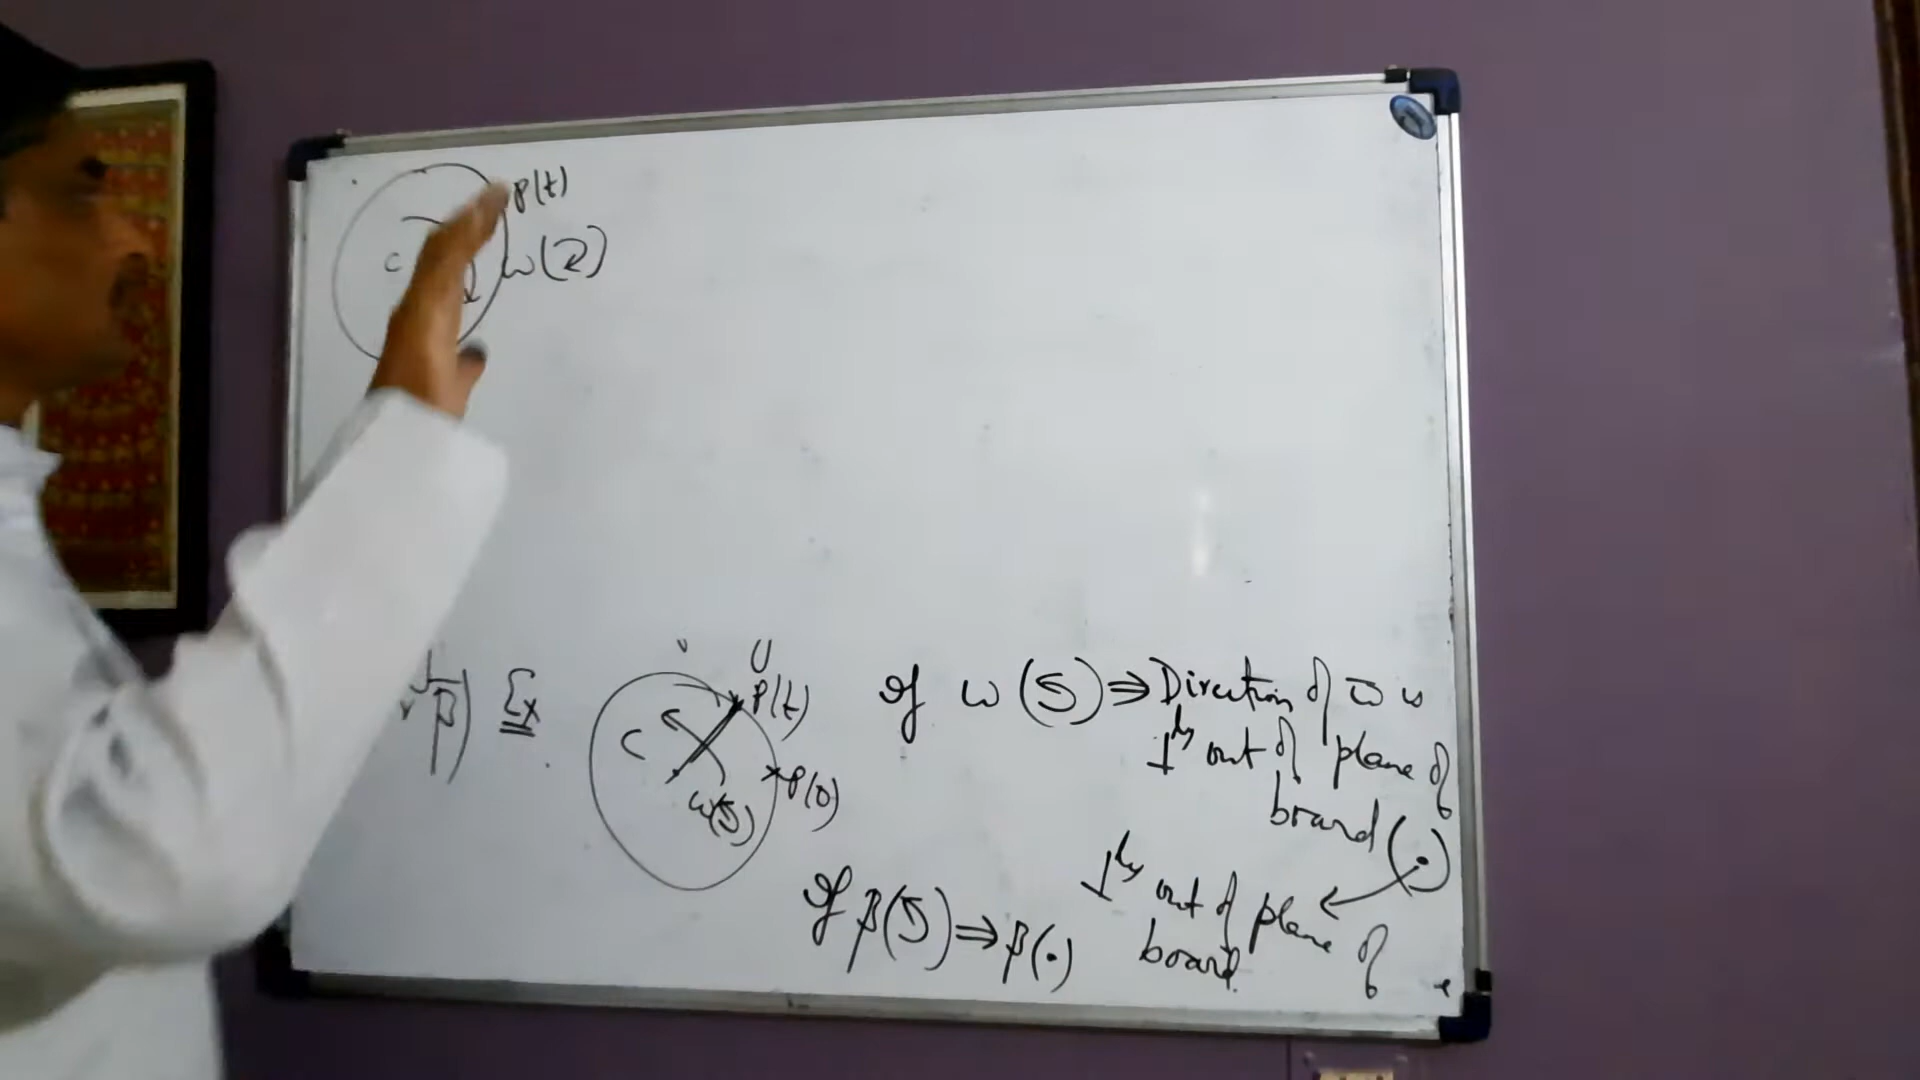 P(t)
C
ω(↻)
Ex
U
P(t)
C
ω(↺)
P(0)
If ω(↺) ⇒ Direction of ω̄ is
⊥ly out of plane of
board (·)
⊥ly out of plane of
board.
If β(↺) ⇒ β(·)